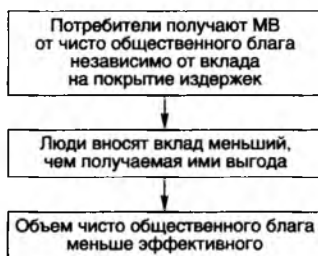 Потребители получают МВ
от чисто общественного блага
независимо от вклада
на покрытие издержек
Люди вносят вклад меньший,
чем получаемая ими выгода
Объем чисто общественного блага
меньше эффективного